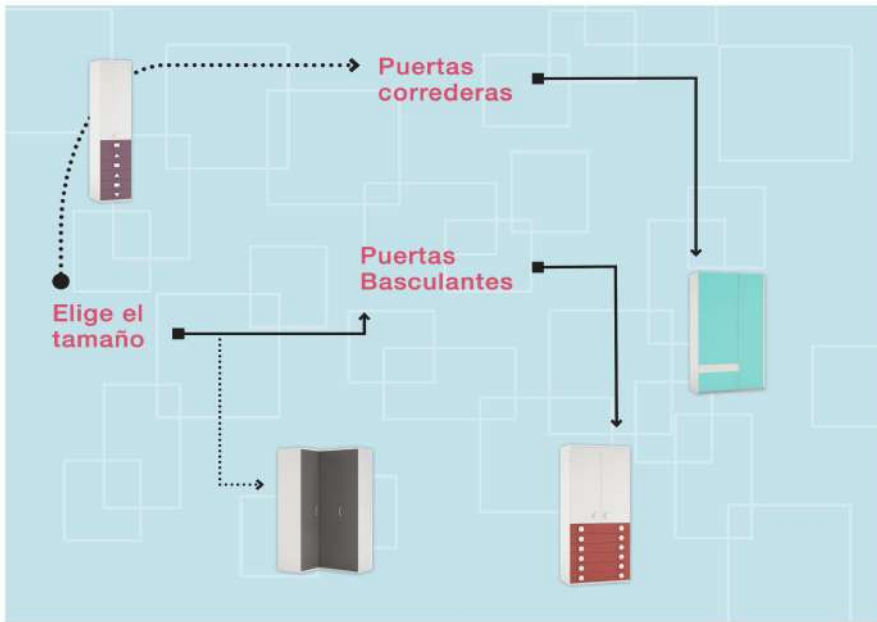 Puertas
correderas
Puertas
Basculantes
Elige el
tamaño